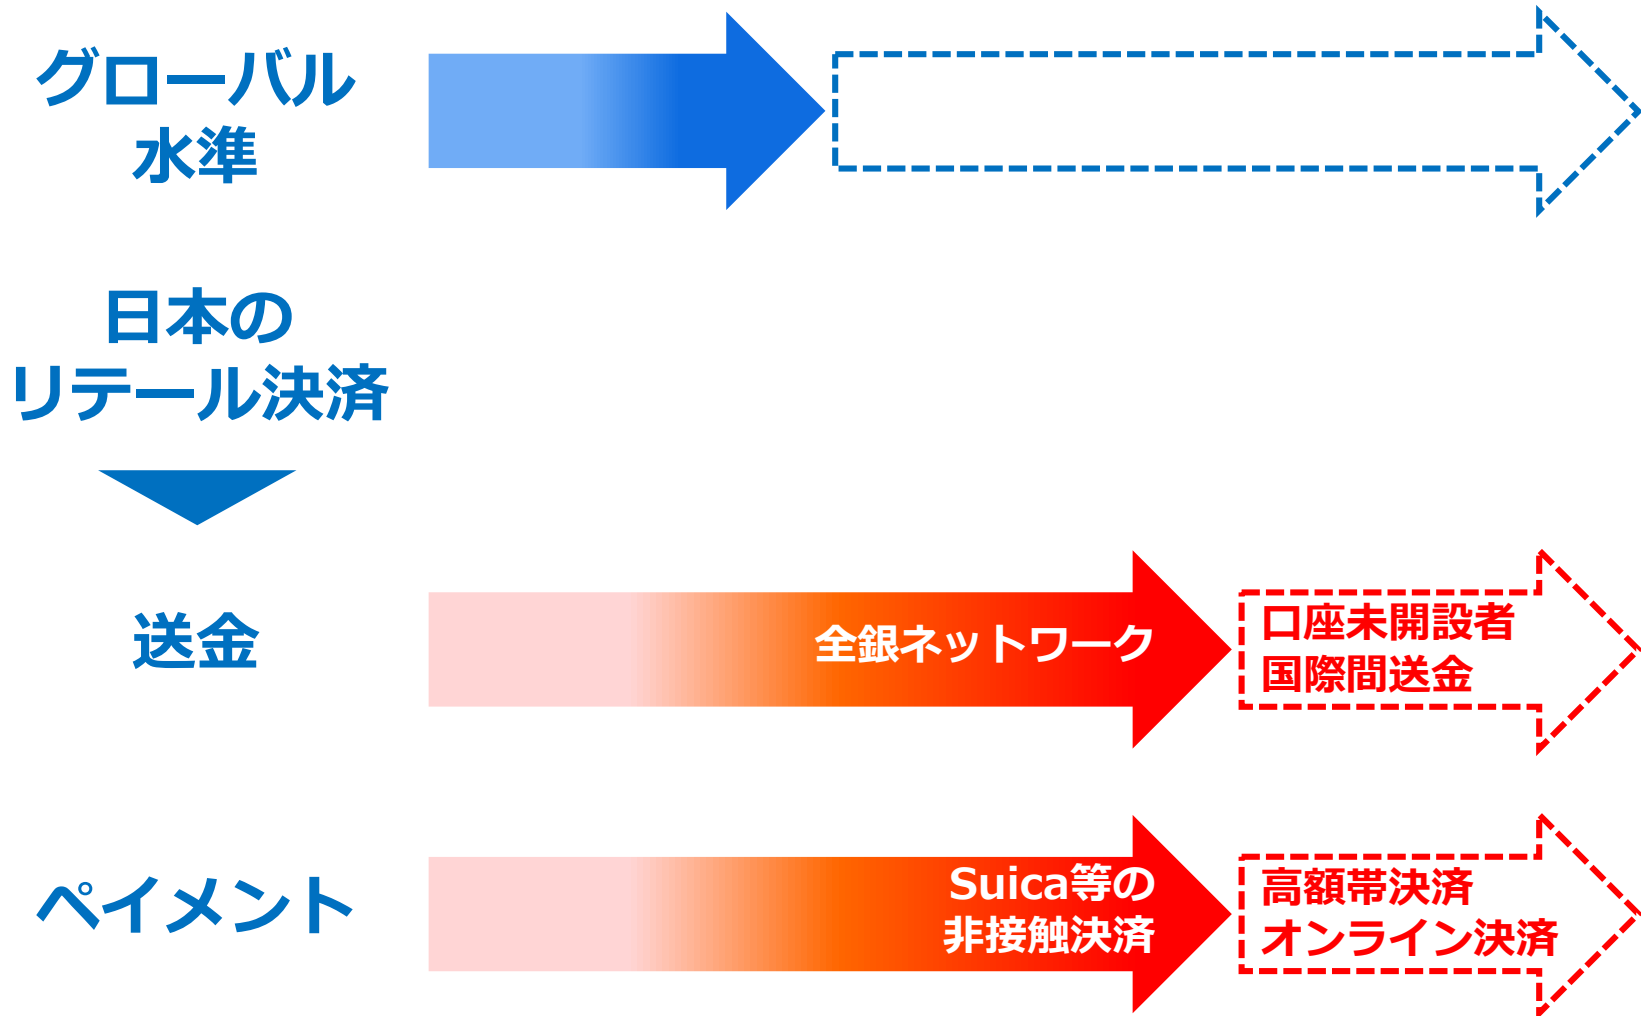 グローバル
水準
日本の
リテール決済
送金
全銀ネットワーク
口座未開設者
国際間送金
ペイメント
Suica等の
非接触決済
高額帯決済
オンライン決済